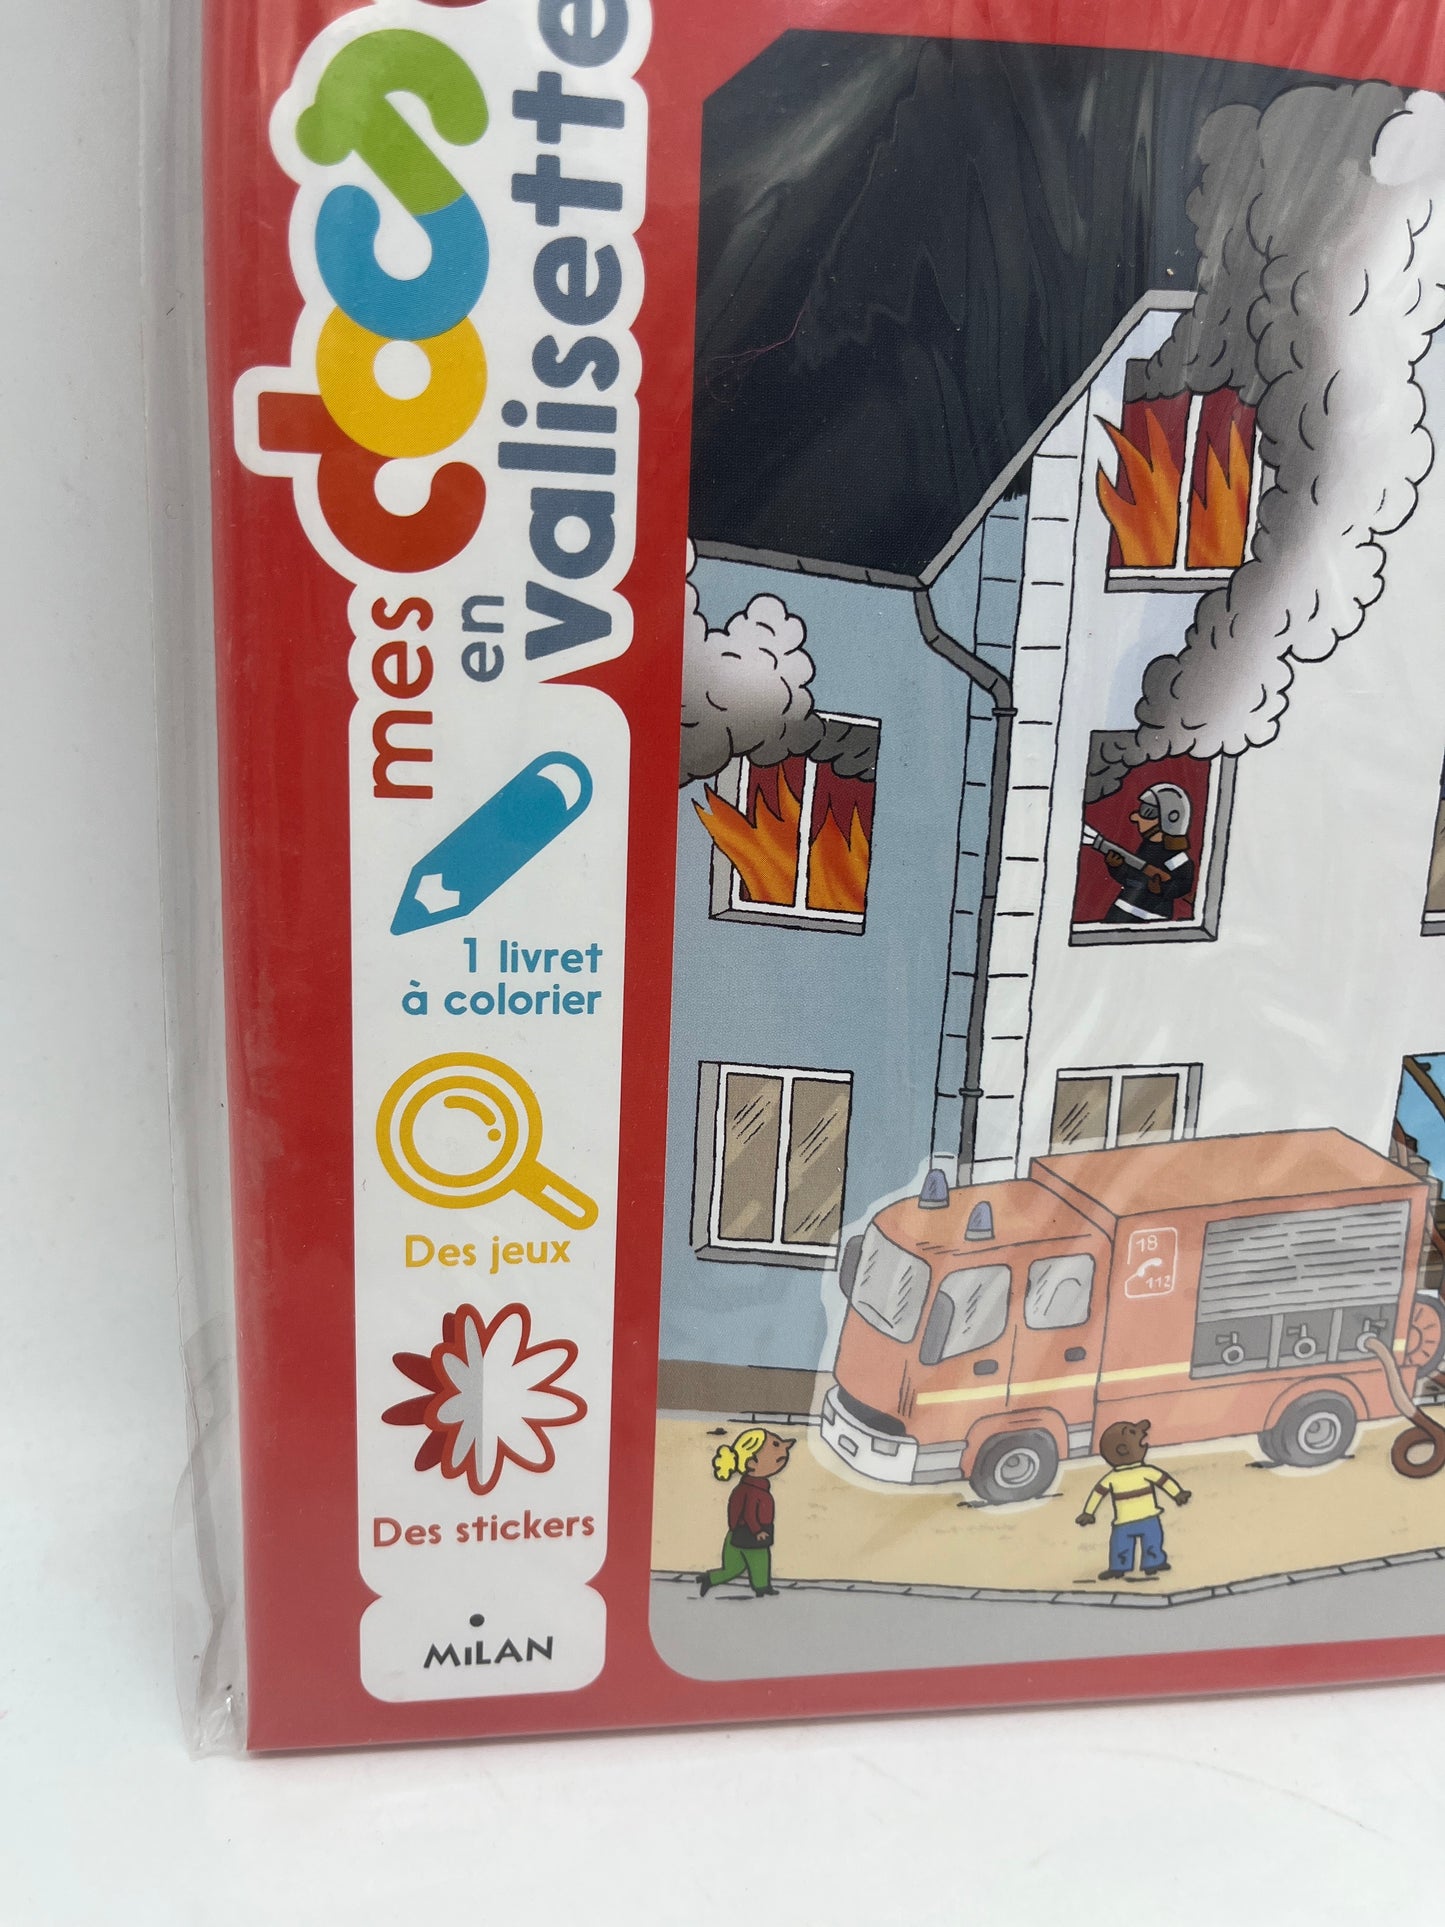 mes docs
en
valisette
1 livret
à colorier
Des jeux
Des stickers
MiLAN
18
112